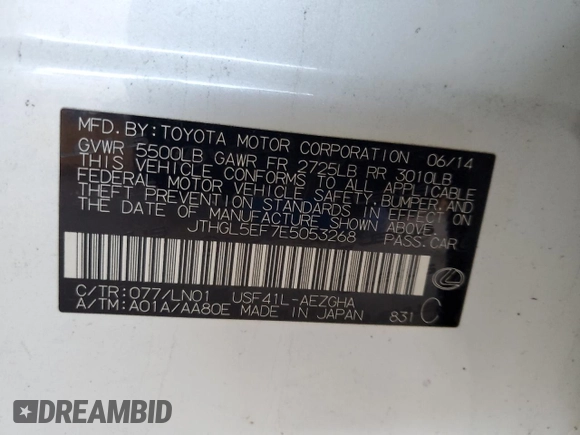 MFD. BY: TOYOTA MOTOR CORPORATION 06/14
GVWR 5500LB GAWR FR 2725LB RR 3010LB
THIS VEHICLE CONFORMS TO ALL APPLICABLE
FEDERAL MOTOR VEHICLE SAFETY, BUMPER, AND
THEFT PREVENTION STANDARDS IN EFFECT ON
THE DATE OF MANUFACTURE SHOWN ABOVE.
JTHGL5EF7E5053268 PASS.CAR
C/TR:077/LN01 USF41L-AEZGHA
A/TM:A01A/AA80E MADE IN JAPAN 831 C
DREAMBID